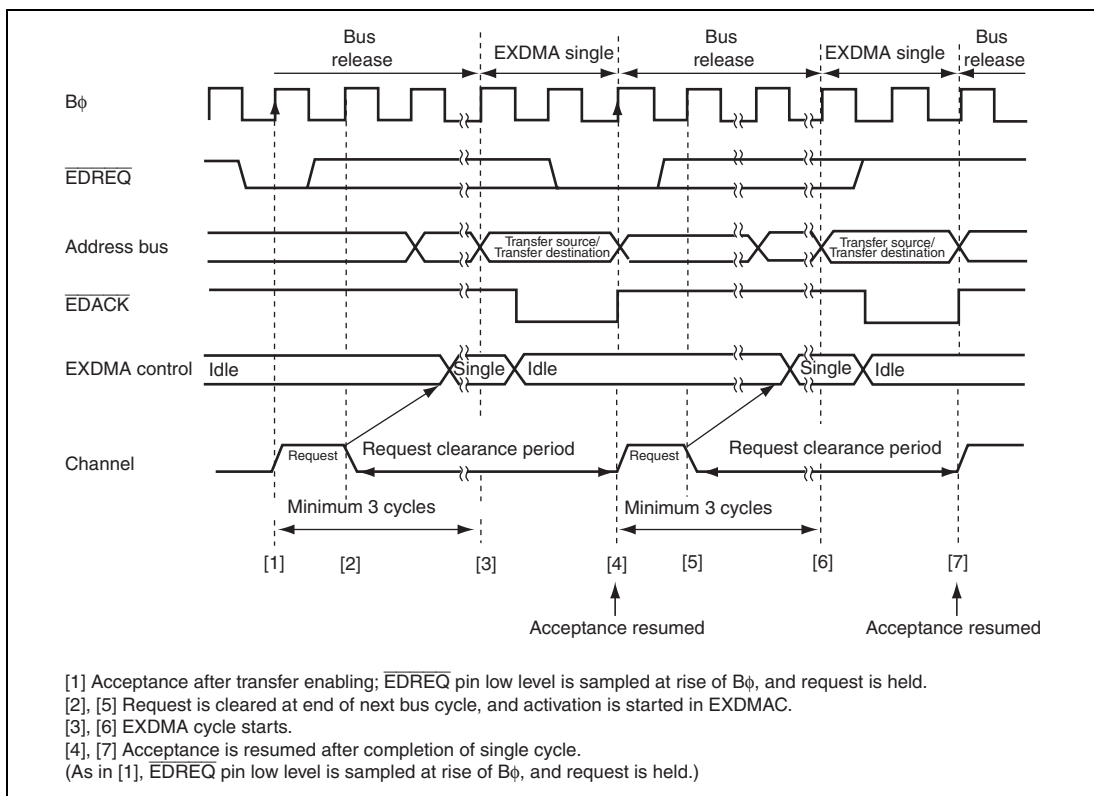 Bus release
EXDMA single
Bus release
EXDMA single
Bus release
Bφ
EDREQ
Address bus
Transfer source/
Transfer destination
Transfer source/
Transfer destination
EDACK
EXDMA control
Idle
Single
Idle
Single
Idle
Channel
Request
Request clearance period
Request
Request clearance period
Minimum 3 cycles
Minimum 3 cycles
[1]
[2]
[3]
[4]
[5]
[6]
[7]
Acceptance resumed
Acceptance resumed
[1] Acceptance after transfer enabling; EDREQ pin low level is sampled at rise of Bφ, and request is held.
[2], [5] Request is cleared at end of next bus cycle, and activation is started in EXDMAC.
[3], [6] EXDMA cycle starts.
[4], [7] Acceptance is resumed after completion of single cycle.
(As in [1], EDREQ pin low level is sampled at rise of Bφ, and request is held.)